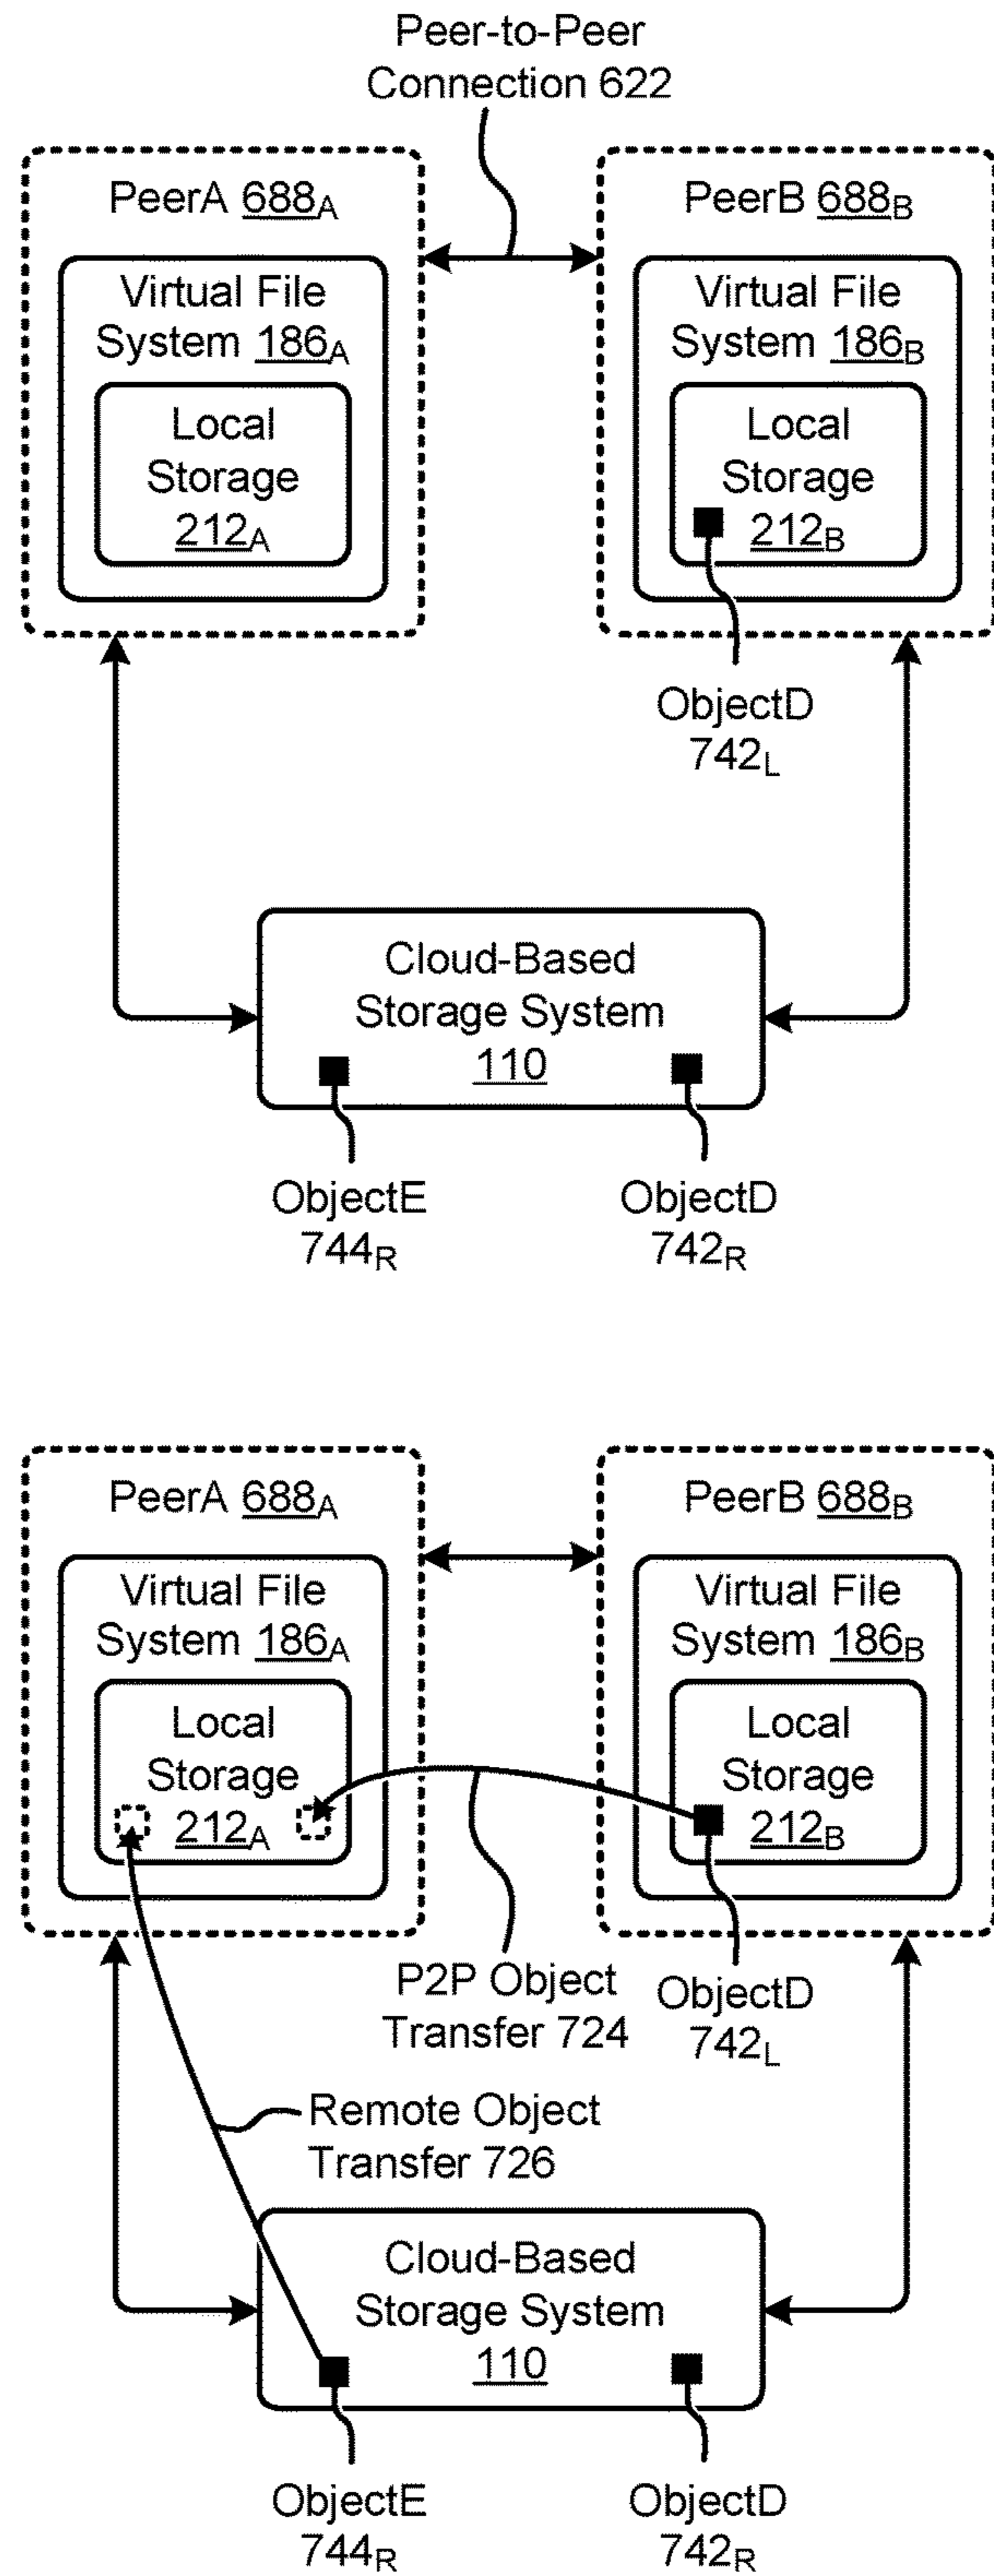 Peer-to-Peer
Connection 622
PeerA 688A
Virtual File
System 186A
Local
Storage
212A
PeerB 688B
Virtual File
System 186B
Local
Storage
212B
ObjectD
742L
Cloud-Based
Storage System
110
ObjectE
744R
ObjectD
742R
PeerA 688A
Virtual File
System 186A
Local
Storage
212A
PeerB 688B
Virtual File
System 186B
Local
Storage
212B
P2P Object
Transfer 724
ObjectD
742L
Remote Object
Transfer 726
Cloud-Based
Storage System
110
ObjectE
744R
ObjectD
742R